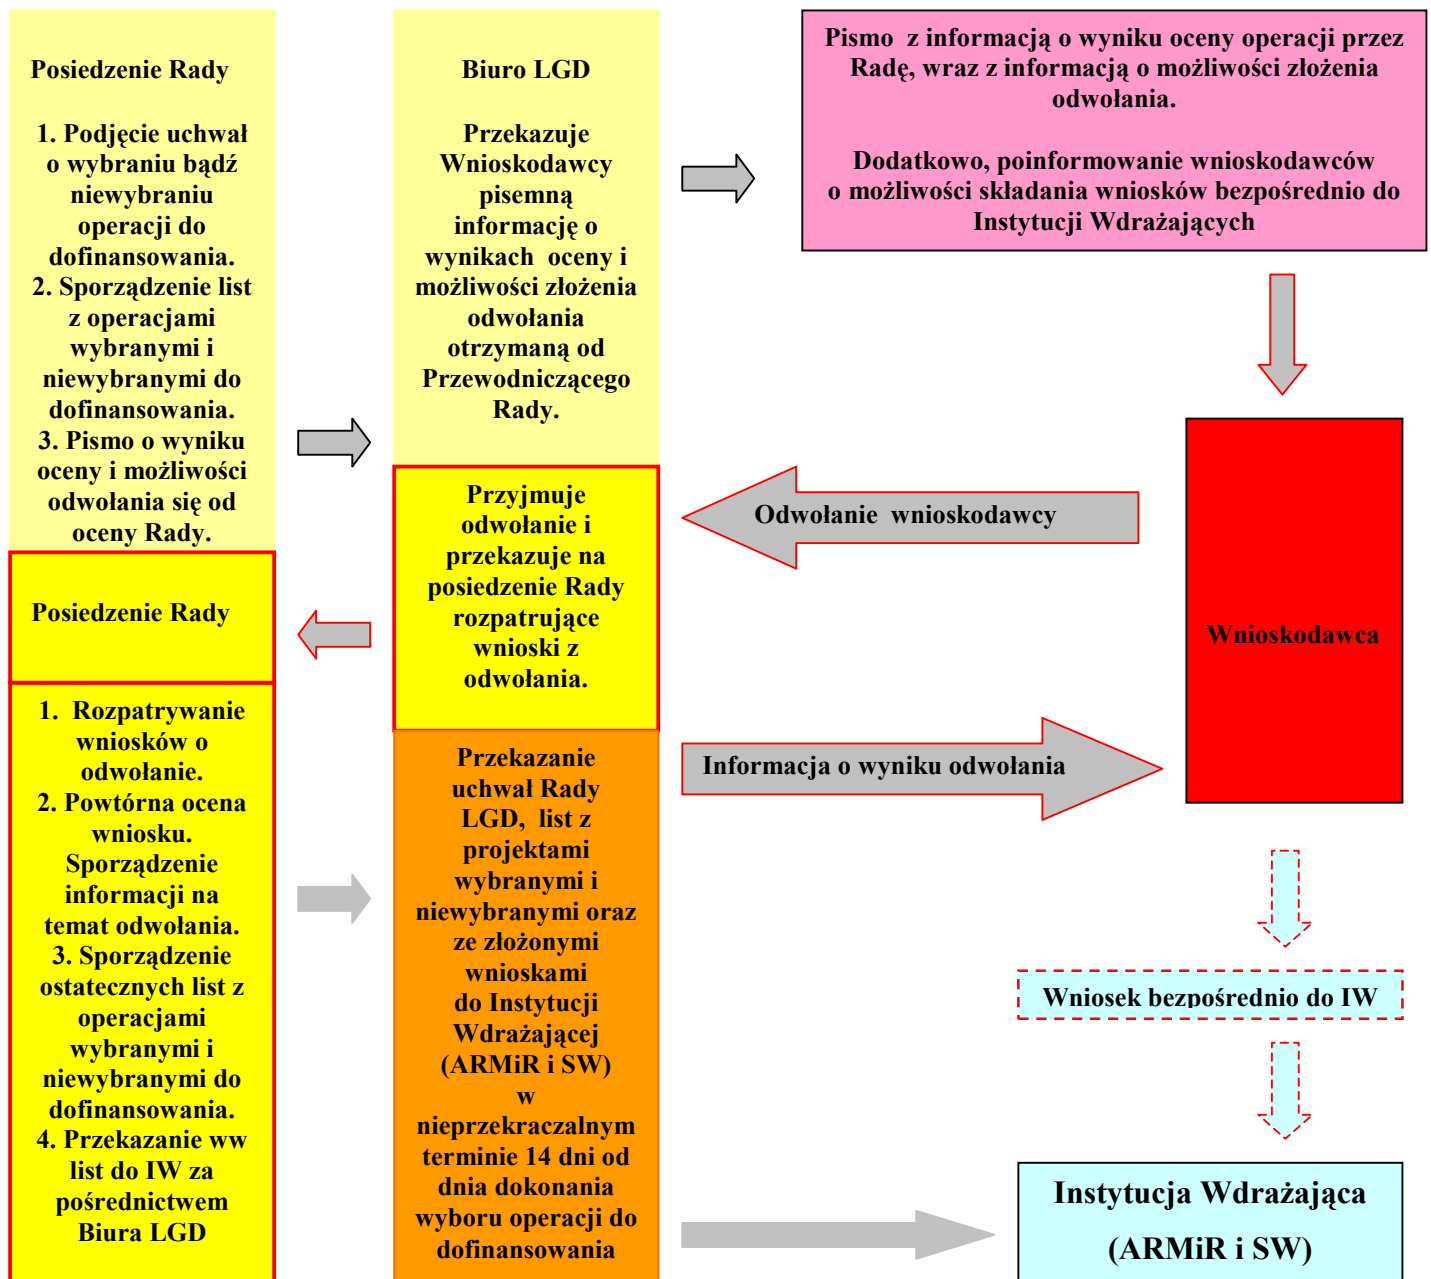 Posiedzenie Rady
1. Podjęcie uchwał
o wybraniu bądź
niewybraniu
operacji do
dofinansowania.
2. Sporządzenie list
z operacjami
wybranymi i
niewybranymi do
dofinansowania.
3. Pismo o wyniku
oceny i możliwości
odwołania się od
oceny Rady.
Biuro LGD
Przekazuje
Wnioskodawcy
pisemną
informację o
wynikach oceny i
możliwości złożenia
odwołania
otrzymaną od
Przewodniczącego
Rady.
Pismo z informacją o wyniku oceny operacji przez
Radę, wraz z informacją o możliwości złożenia
odwołania.
Dodatkowo, poinformowanie wnioskodawców
o możliwości składania wniosków bezpośrednio do
Instytucji Wdrażających
Wnioskodawca
Odwołanie wnioskodawcy
Przyjmuje
odwołanie i
przekazuje na
posiedzenie Rady
rozpatrujące
wnioski z
odwołania.
Posiedzenie Rady
1. Rozpatrywanie
wniosków o
odwołanie.
2. Powtórna ocena
wniosku.
Sporządzenie
informacji na
temat odwołania.
3. Sporządzenie
ostatecznych list z
operacjami
wybranymi i
niewybranymi do
dofinansowania.
4. Przekazanie ww
list do IW za
pośrednictwem
Biura LGD
Przekazanie
uchwał Rady
LGD, list z
projektami
wybranymi i
niewybranymi oraz
ze złożonymi
wnioskami
do Instytucji
Wdrażającej
(ARMiR i SW)
w
nieprzekraczalnym
terminie 14 dni od
dnia dokonania
wyboru operacji do
dofinansowania
Informacja o wyniku odwołania
Wniosek bezpośrednio do IW
Instytucja Wdrażająca
(ARMiR i SW)